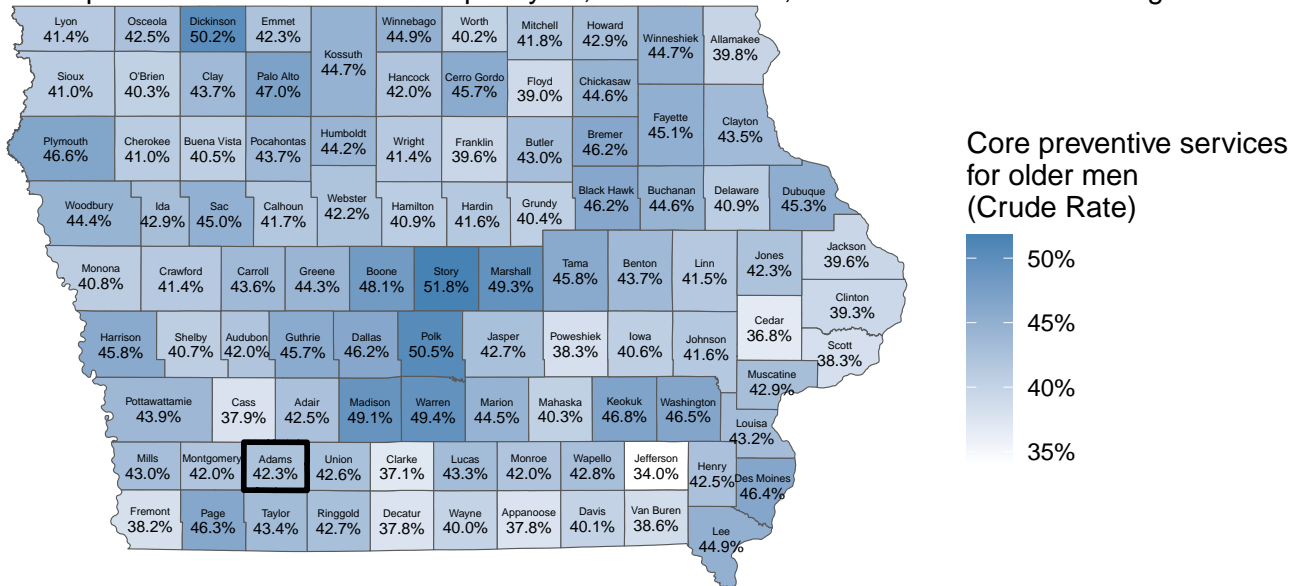 Lyon Osceola Dickinson Emmet Winnebago Worth Mitchell Howard
41.4% 42.5% 50.2% 42.3% 44.9% 40.2% 41.8% 42.9%
Kossuth Winneshiek Allamakee
44.7% 44.7% 39.8%
Sioux O'Brien Clay Palo Alto Hancock Cerro Gordo Floyd Chickasaw
41.0% 40.3% 43.7% 47.0% 42.0% 45.7% 39.0% 44.6%
Fayette Clayton
45.1% 43.5%
Plymouth Cherokee Buena Vista Pocahontas Humboldt Wright Franklin Butler Bremer
46.6% 41.0% 40.5% 43.7% 44.2% 41.4% 39.6% 43.0% 46.2%
Woodbury Ida Sac Calhoun Webster Hamilton Hardin Grundy Black Hawk Buchanan Delaware Dubuque
44.4% 42.9% 45.0% 41.7% 42.2% 40.9% 41.6% 40.4% 46.2% 44.6% 40.9% 45.3%
Monona Crawford Carroll Greene Boone Story Marshall Tama Benton Linn Jones Jackson
40.8% 41.4% 43.6% 44.3% 48.1% 51.8% 49.3% 45.8% 43.7% 41.5% 42.3% 39.6%
Clinton
39.3%
Harrison Shelby Audubon Guthrie Dallas Polk Jasper Poweshiek Iowa Johnson Cedar Scott
45.8% 40.7% 42.0% 45.7% 46.2% 50.5% 42.7% 38.3% 40.6% 41.6% 36.8% 38.3%
Muscatine
42.9%
Pottawattamie Cass Adair Madison Warren Marion Mahaska Keokuk Washington Louisa
43.9% 37.9% 42.5% 49.1% 49.4% 44.5% 40.3% 46.8% 46.5% 43.2%
Mills Montgomery Adams Union Clarke Lucas Monroe Wapello Jefferson Henry Des Moines
43.0% 42.0% 42.3% 42.6% 37.1% 43.3% 42.0% 42.8% 34.0% 42.5% 46.4%
Fremont Page Taylor Ringgold Decatur Wayne Appanoose Davis Van Buren Lee
38.2% 46.3% 43.4% 42.7% 37.8% 40.0% 37.8% 40.1% 38.6% 44.9%
Core preventive services
for older men
(Crude Rate)
50%
45%
40%
35%